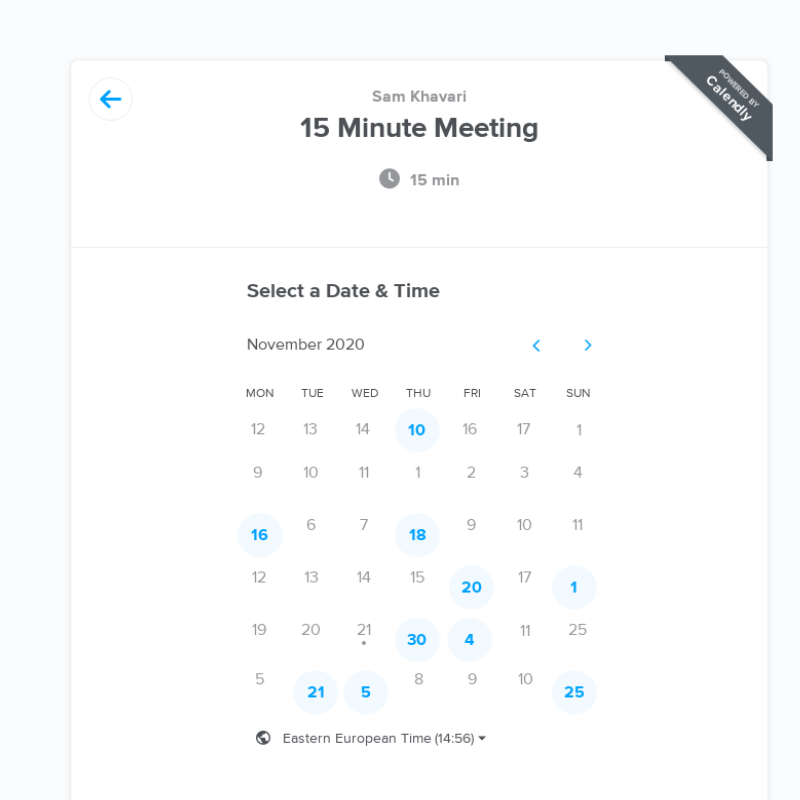 POWERED BY
Calendly
Sam Khavari
15 Minute Meeting
15 min
Select a Date & Time
November 2020
MON TUE WED THU FRI SAT SUN
12 13 14 10 16 17 1
9 10 11 1 2 3 4
16 6 7 18 9 10 11
12 13 14 15 20 17 1
19 20 21 30 4 11 25
5 21 5 8 9 10 25
Eastern European Time (14:56)